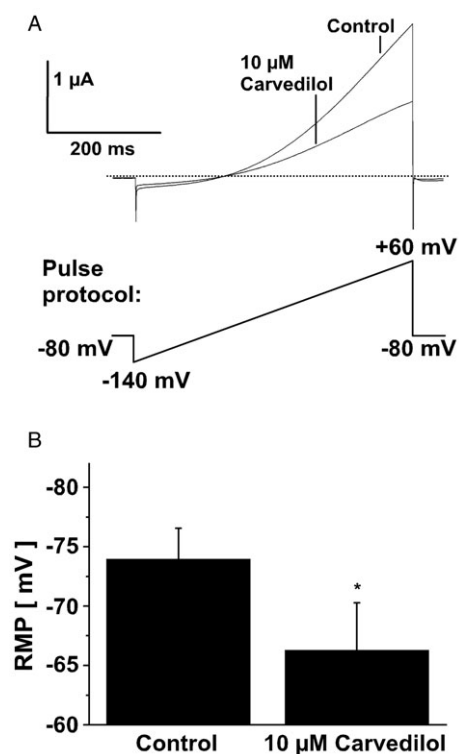 A
Control
10 µM
Carvedilol
1 µA
200 ms
+60 mV
Pulse
protocol:
-80 mV
-80 mV
-140 mV
B
-80
-75
-70
-65
-60
RMP [ mV ]
*
Control
10 µM Carvedilol